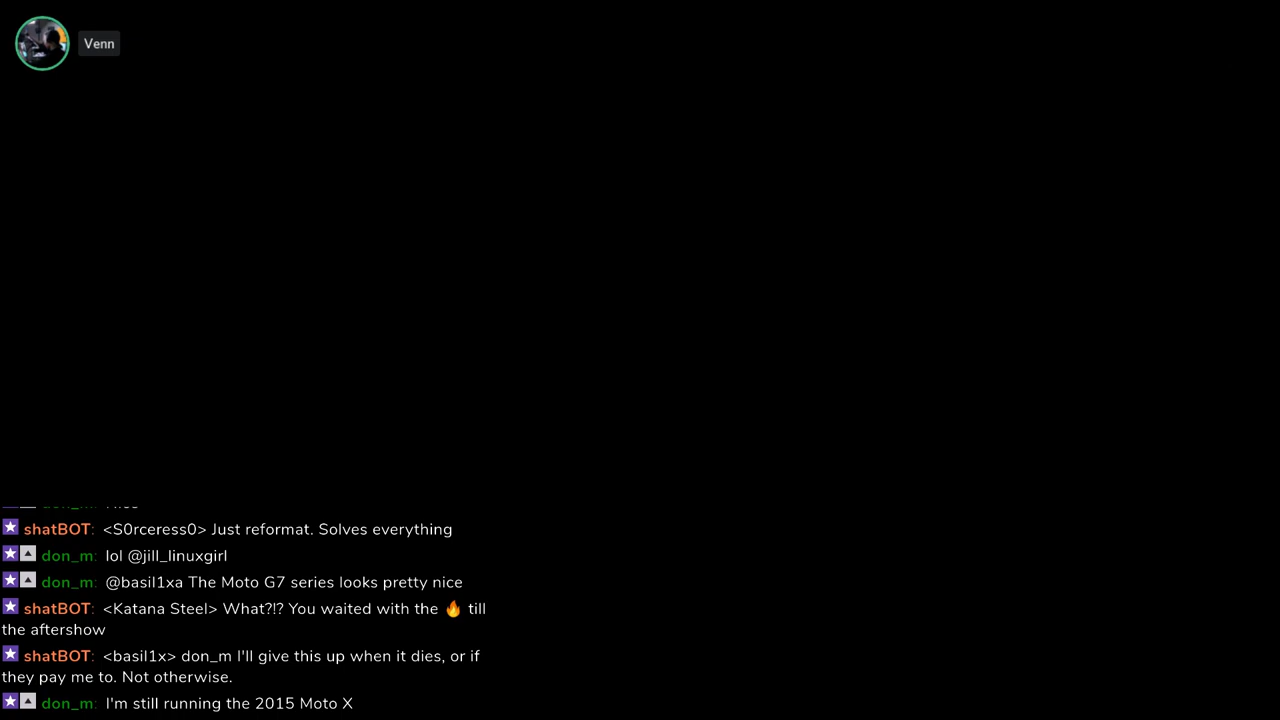 Venn
shatBOT: <S0rceress0> Just reformat. Solves everything
don_m: lol @jill_linuxgirl
don_m: @basil1xa The Moto G7 series looks pretty nice
shatBOT: <Katana Steel> What?!? You waited with the 🔥 till
the aftershow
shatBOT: <basil1x> don_m I'll give this up when it dies, or if
they pay me to. Not otherwise.
don_m: I'm still running the 2015 Moto X